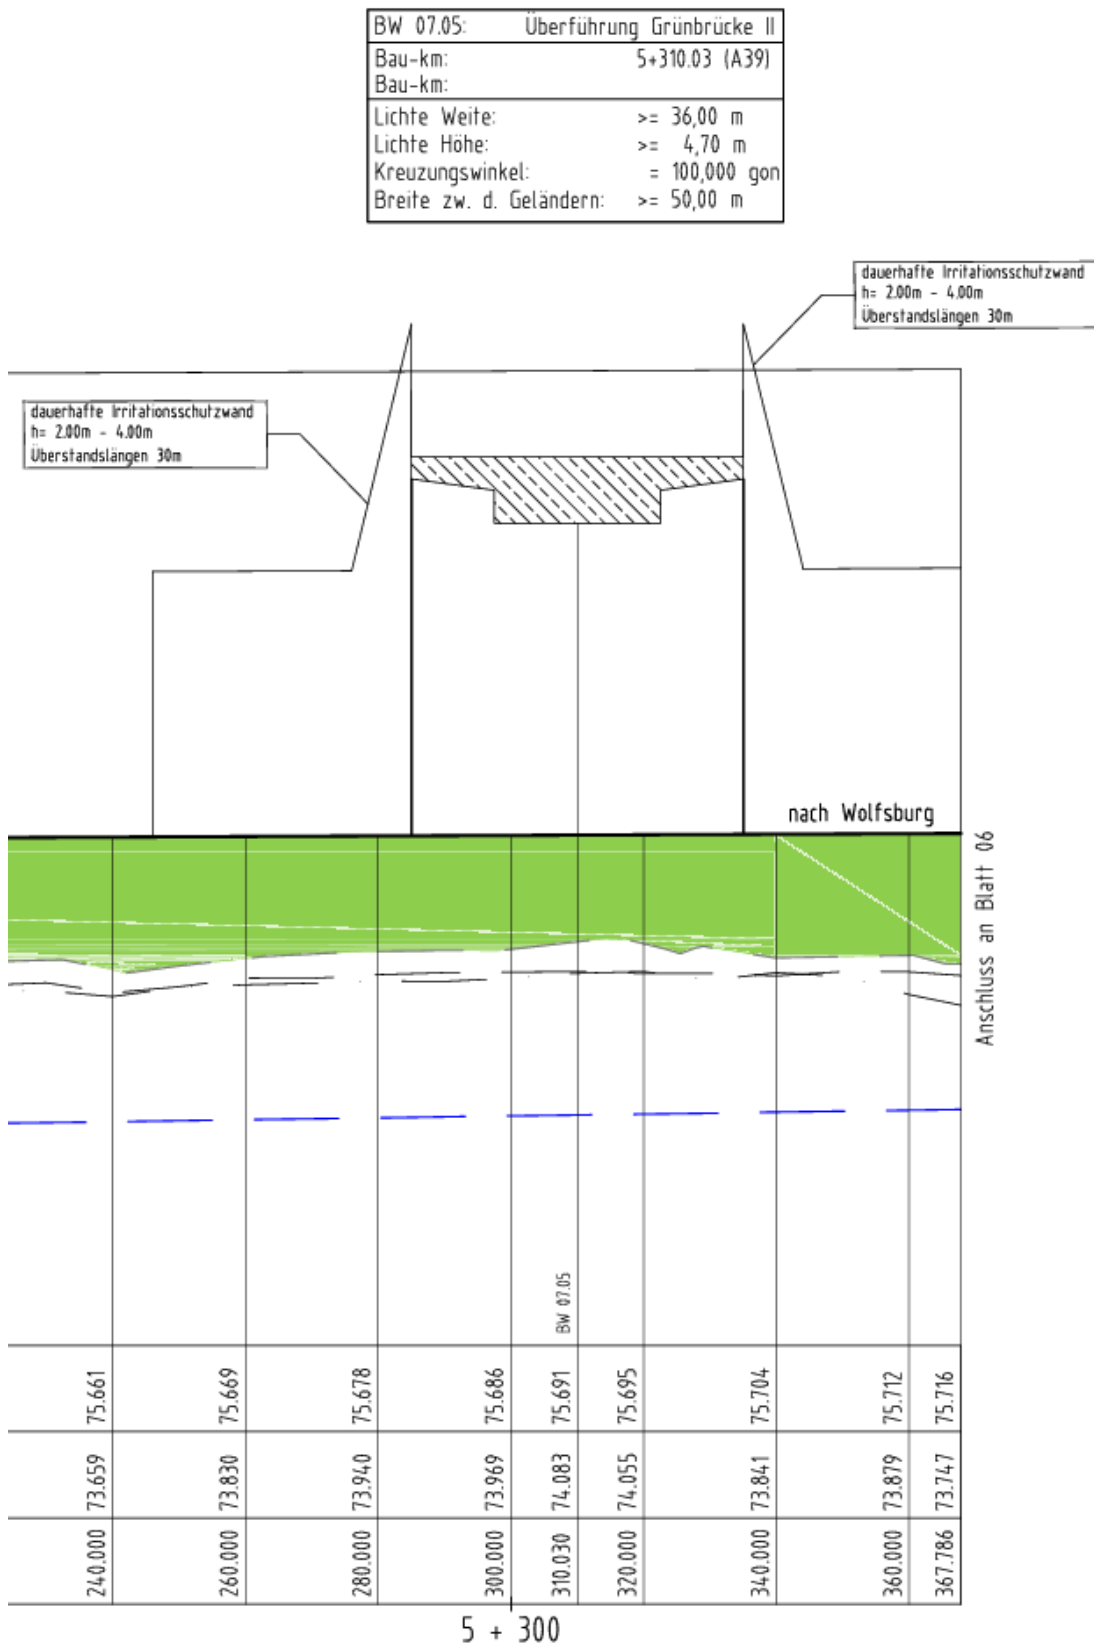 BW 07.05: Überführung Grünbrücke II
Bau-km: 5+310.03 (A39)
Bau-km:
Lichte Weite: >= 36,00 m
Lichte Höhe: >= 4,70 m
Kreuzungswinkel: = 100,000 gon
Breite zw. d. Geländern: >= 50,00 m
dauerhafte Irritationsschutzwand
h= 2.00m - 4.00m
Überstandslängen 30m
dauerhafte Irritationsschutzwand
h= 2.00m - 4.00m
Überstandslängen 30m
nach Wolfsburg
Anschluss an Blatt 06
BW 07.05
75.661 75.669 75.678 75.686 75.691 75.695 75.704 75.712 75.716
73.659 73.830 73.940 73.969 74.083 74.055 73.841 73.879 73.747
240.000 260.000 280.000 300.000 310.030 320.000 340.000 360.000 367.786
5 + 300